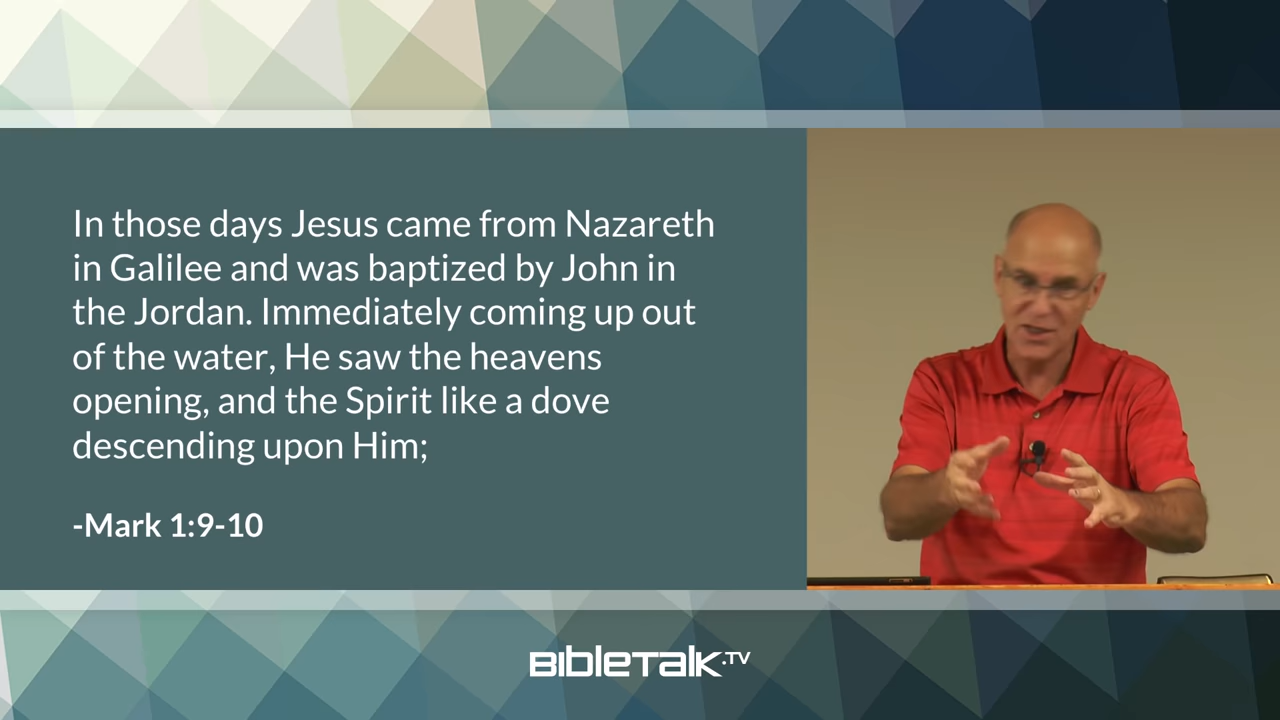 In those days Jesus came from Nazareth
in Galilee and was baptized by John in
the Jordan. Immediately coming up out
of the water, He saw the heavens
opening, and the Spirit like a dove
descending upon Him;
-Mark 1:9-10
BIBLETALK.TV